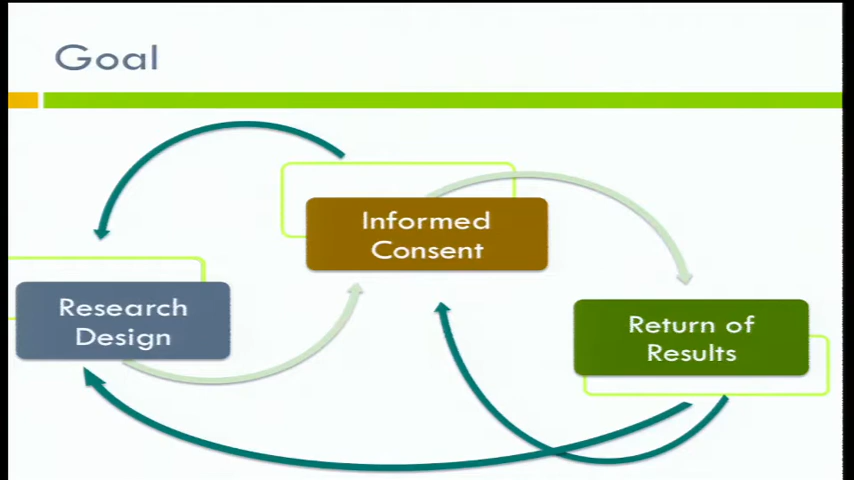 Goal
Informed
Consent
Research
Design
Return of
Results